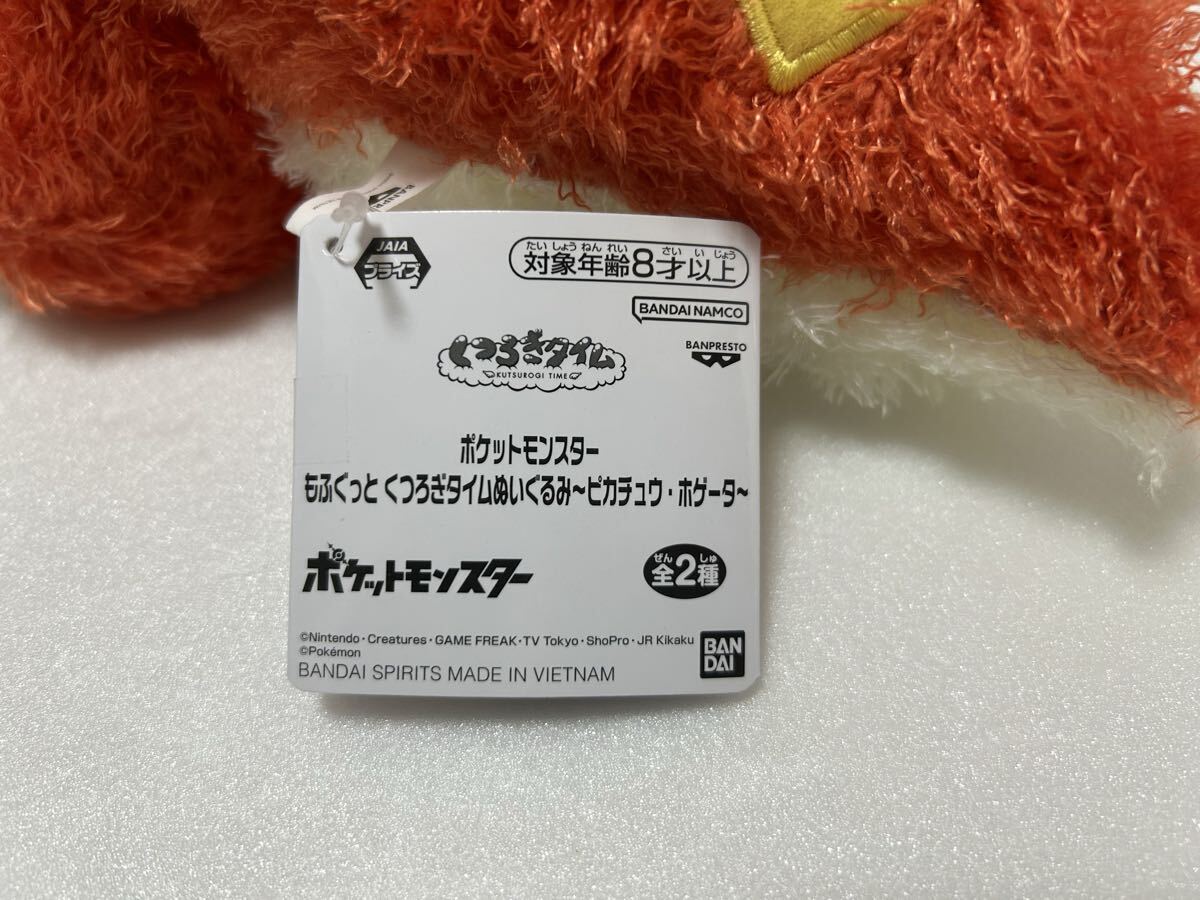 BANPRE
JAIA
プライズ
たい しょう ねん れい さい い じょう
対象年齢8才以上
BANDAI NAMCO
BANPRESTO
くつろぎタイム
KUTSUROGI TIME
ポケットモンスター
もふぐっと くつろぎタイムぬいぐるみ~ピカチュウ・ホゲータ~
ポケットモンスター
ぜん しゅ
全2種
©Nintendo・Creatures・GAME FREAK・TV Tokyo・ShoPro・JR Kikaku
©Pokémon
BANDAI SPIRITS MADE IN VIETNAM
BAN
DAI